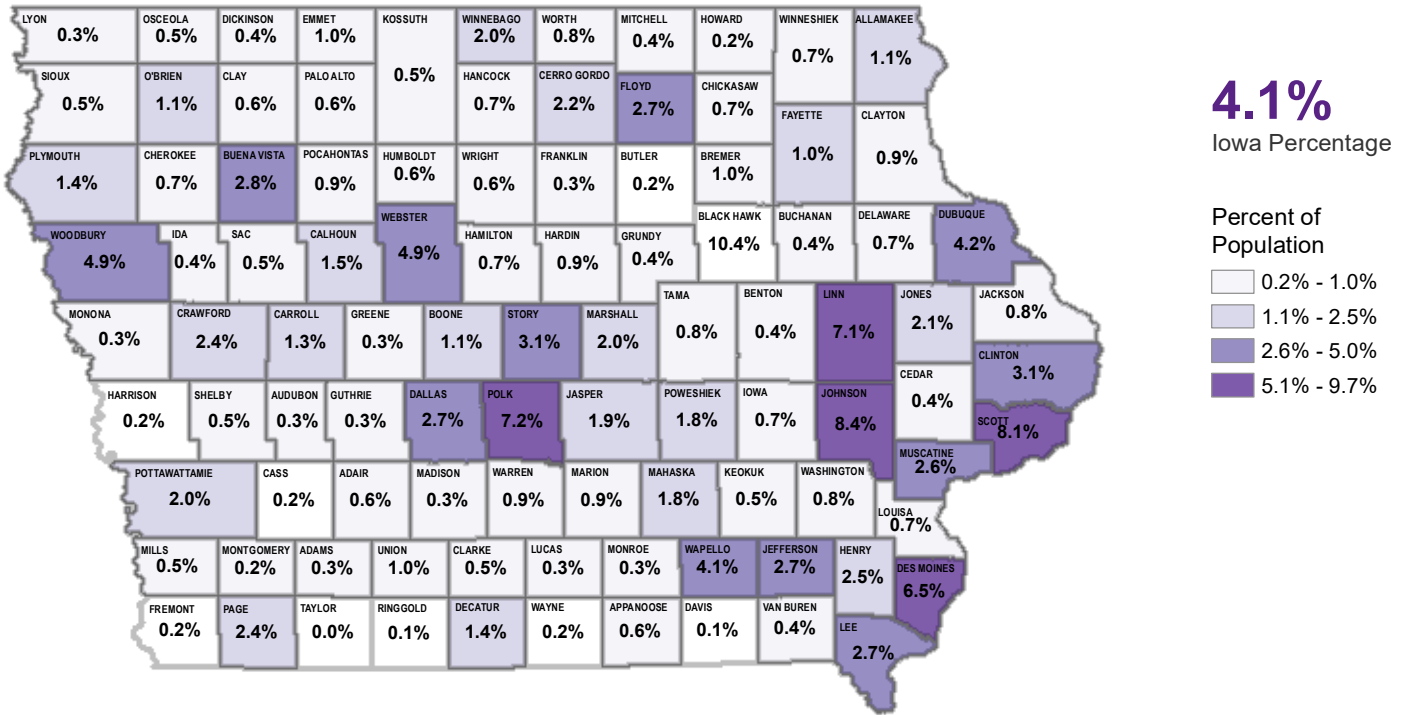 LYON
0.3%
OSCEOLA
0.5%
DICKINSON
0.4%
EMMET
1.0%
KOSSUTH
0.5%
WINNEBAGO
2.0%
WORTH
0.8%
MITCHELL
0.4%
HOWARD
0.2%
WINNESHIEK
0.7%
ALLAMAKEE
1.1%
SIOUX
0.5%
O'BRIEN
1.1%
CLAY
0.6%
PALO ALTO
0.6%
HANCOCK
0.7%
CERRO GORDO
2.2%
FLOYD
2.7%
CHICKASAW
0.7%
FAYETTE
1.0%
CLAYTON
0.9%
PLYMOUTH
1.4%
CHEROKEE
0.7%
BUENA VISTA
2.8%
POCAHONTAS
0.9%
HUMBOLDT
0.6%
WRIGHT
0.6%
FRANKLIN
0.3%
BUTLER
0.2%
BREMER
1.0%
WOODBURY
4.9%
IDA
0.4%
SAC
0.5%
CALHOUN
1.5%
WEBSTER
4.9%
HAMILTON
0.7%
HARDIN
0.9%
GRUNDY
0.4%
BLACK HAWK
10.4%
BUCHANAN
0.4%
DELAWARE
0.7%
DUBUQUE
4.2%
MONONA
0.3%
CRAWFORD
2.4%
CARROLL
1.3%
GREENE
0.3%
BOONE
1.1%
STORY
3.1%
MARSHALL
2.0%
TAMA
0.8%
BENTON
0.4%
LINN
7.1%
JONES
2.1%
JACKSON
0.8%
CLINTON
3.1%
HARRISON
0.2%
SHELBY
0.5%
AUDUBON
0.3%
GUTHRIE
0.3%
DALLAS
2.7%
POLK
7.2%
JASPER
1.9%
POWESHIEK
1.8%
IOWA
0.7%
JOHNSON
8.4%
CEDAR
0.4%
SCOTT
8.1%
MUSCATINE
2.6%
POTTAWATTAMIE
2.0%
CASS
0.2%
ADAIR
0.6%
MADISON
0.3%
WARREN
0.9%
MARION
0.9%
MAHASKA
1.8%
KEOKUK
0.5%
WASHINGTON
0.8%
LOUISA
0.7%
MILLS
0.5%
MONTGOMERY
0.2%
ADAMS
0.3%
UNION
1.0%
CLARKE
0.5%
LUCAS
0.3%
MONROE
0.3%
WAPELLO
4.1%
JEFFERSON
2.7%
HENRY
2.5%
DES MOINES
6.5%
FREMONT
0.2%
PAGE
2.4%
TAYLOR
0.0%
RINGGOLD
0.1%
DECATUR
1.4%
WAYNE
0.2%
APPANOOSE
0.6%
DAVIS
0.1%
VAN BUREN
0.4%
LEE
2.7%
4.1%
Iowa Percentage
Percent of
Population
0.2% - 1.0%
1.1% - 2.5%
2.6% - 5.0%
5.1% - 9.7%